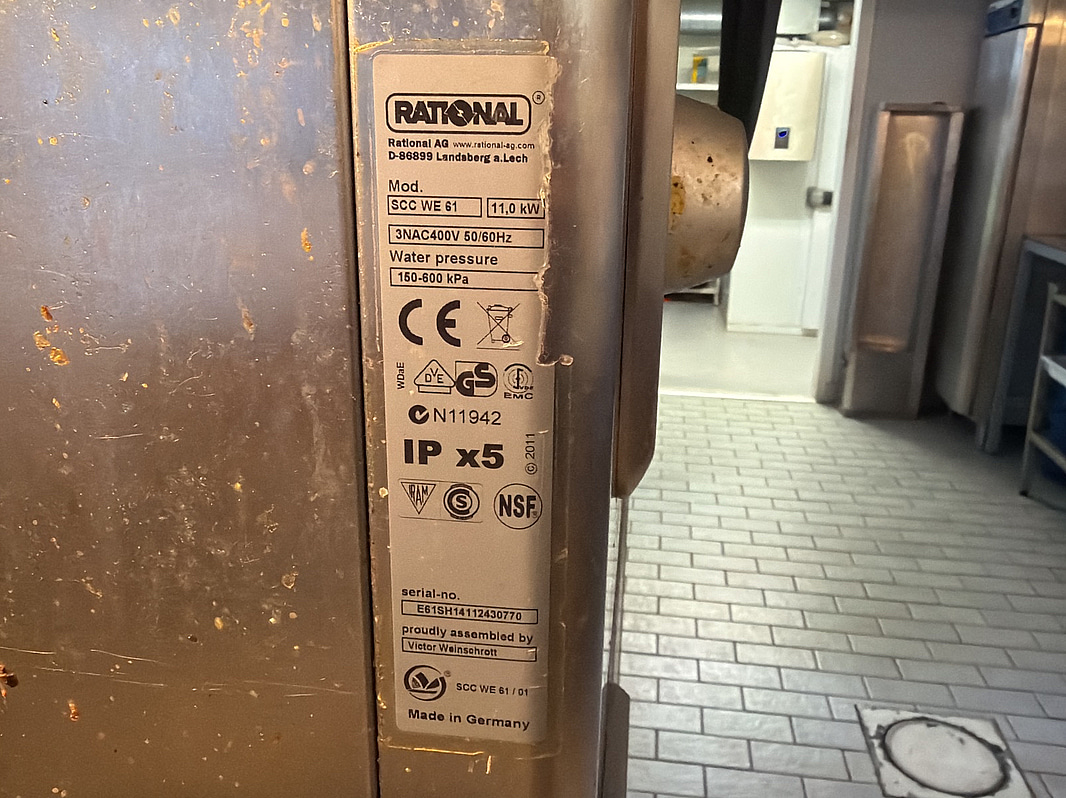 RATIONAL ®
Rational AG www.rational-ag.com
D-86899 Landsberg a.Lech
Mod.
SCC WE 61 11,0 kW
3NAC400V 50/60Hz
Water pressure
150-600 kPa
CE
WDaE
DVE GS
EMC
N11942
IP x5
© 2011
IRAM S NSF
serial-no.
E61SH14112430770
proudly assembled by
Victor Weinschrott
SCC WE 61 / 01
Made in Germany